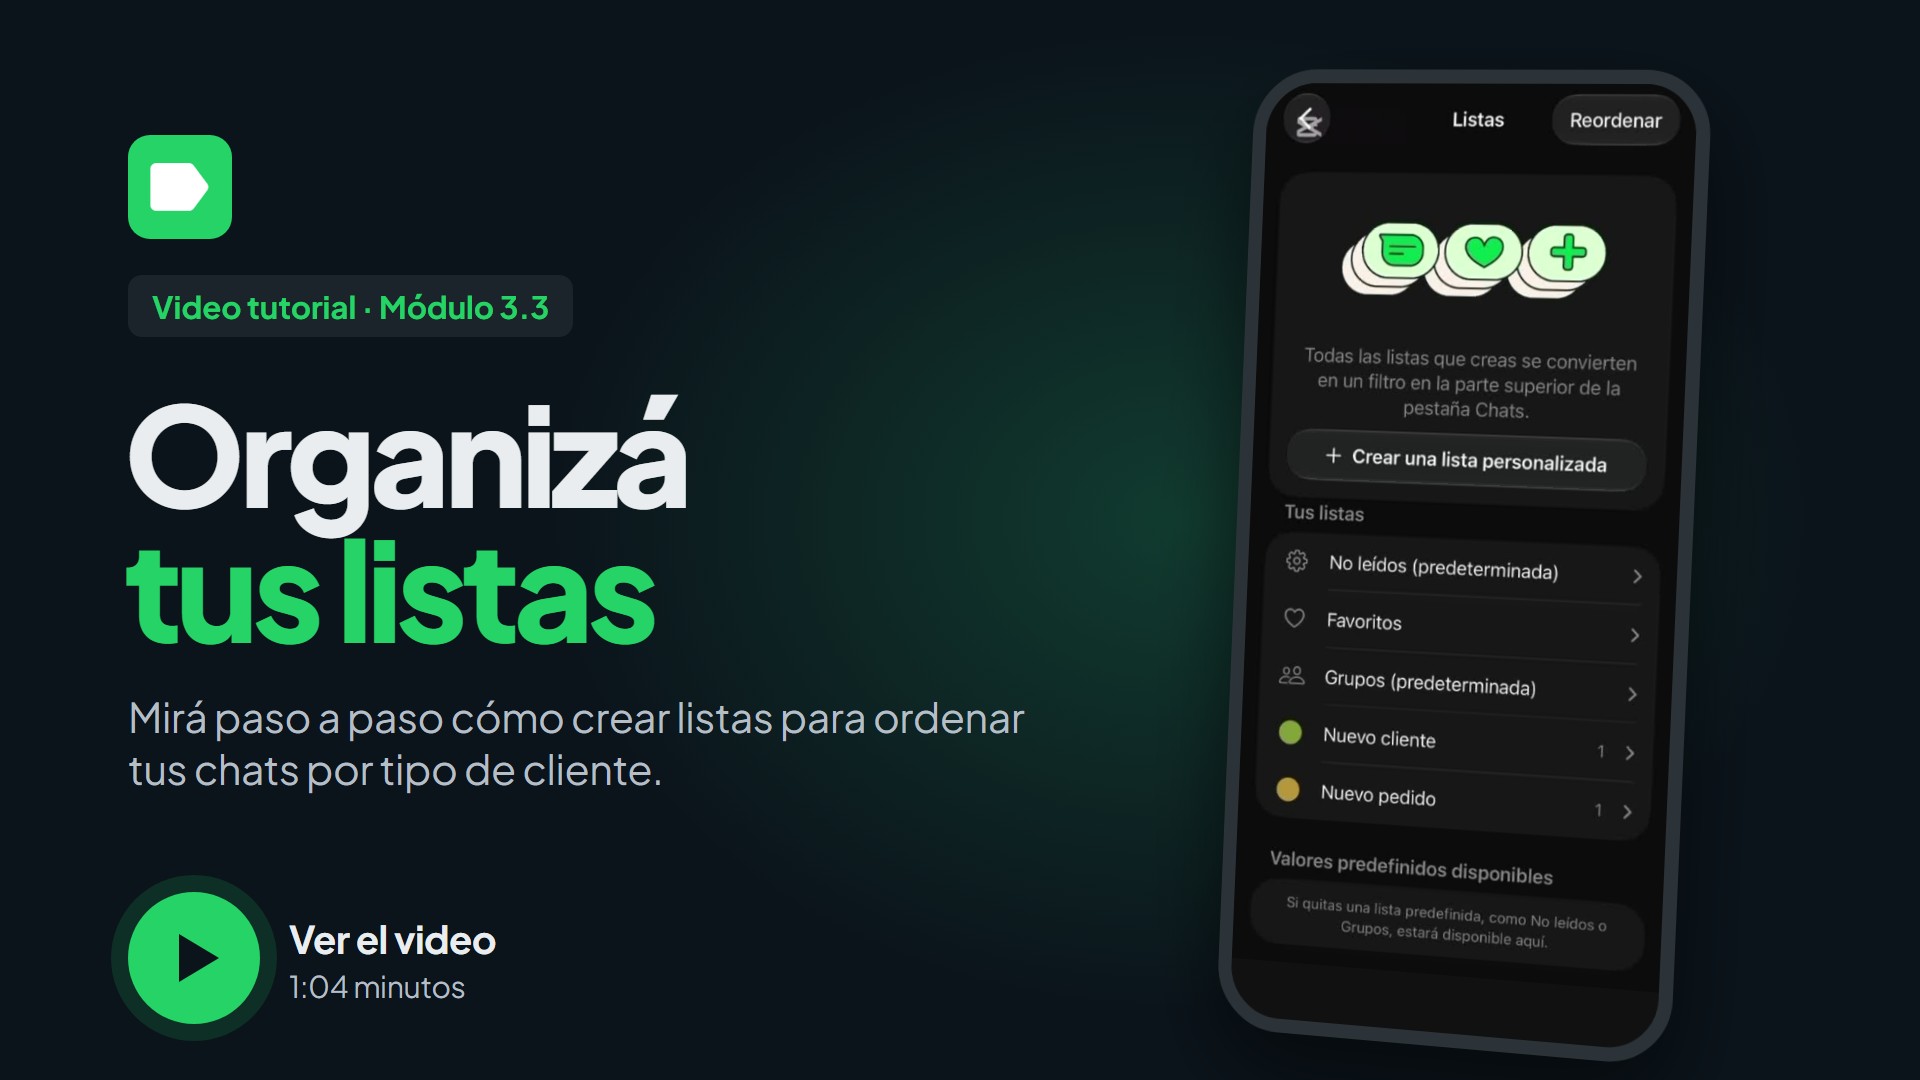 Video tutorial · Módulo 3.3
Organizá
tus listas
Mirá paso a paso cómo crear listas para ordenar
tus chats por tipo de cliente.
Ver el video
1:04 minutos
Listas
Reordenar
Todas las listas que creas se convierten
en un filtro en la parte superior de la
pestaña Chats.
+ Crear una lista personalizada
Tus listas
No leídos (predeterminada)
Favoritos
Grupos (predeterminada)
Nuevo cliente 1
Nuevo pedido 1
Valores predefinidos disponibles
Si quitas una lista predefinida, como No leídos o
Grupos, estará disponible aquí.